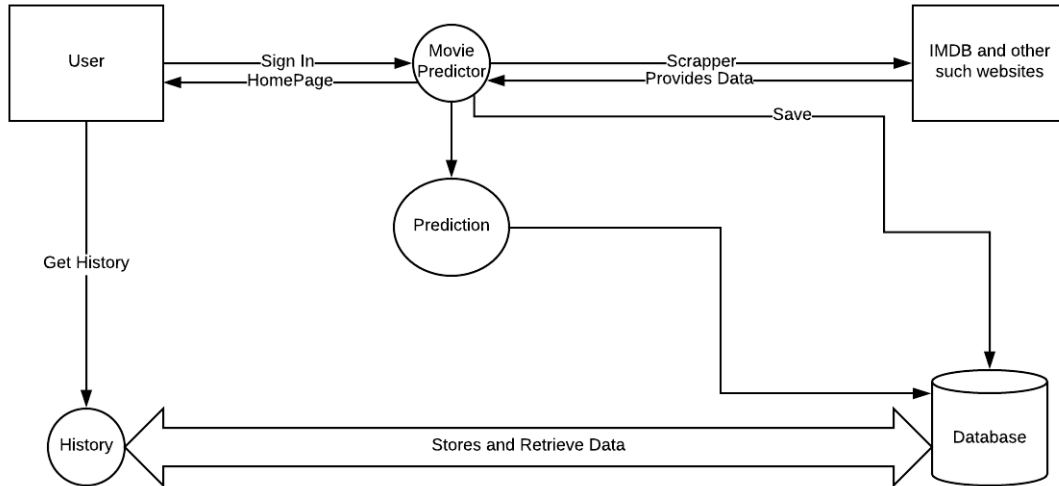 User
Sign In
HomePage
Movie
Predictor
Scrapper
Provides Data
IMDB and other
such websites
Save
Prediction
Get History
History
Stores and Retrieve Data
Database